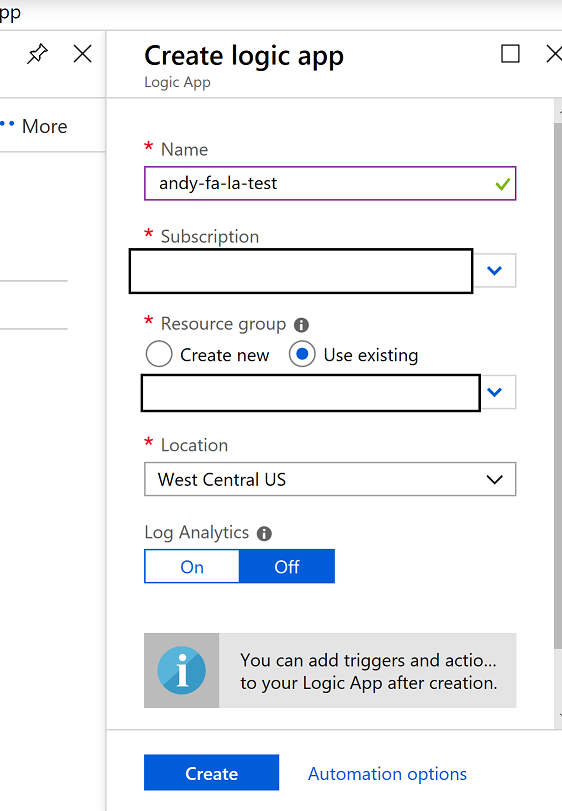 pp
Create logic app
Logic App
More
* Name
andy-fa-la-test
* Subscription
* Resource group
Create new Use existing
* Location
West Central US
Log Analytics
On Off
You can add triggers and actio...
to your Logic App after creation.
Create Automation options